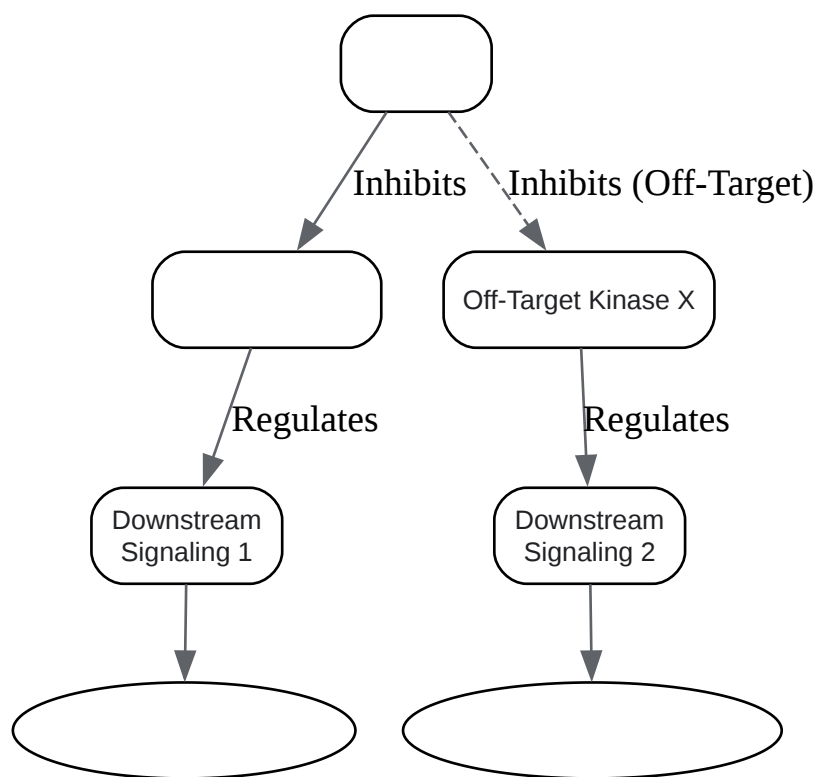 Inhibits
Inhibits (Off-Target)
Off-Target Kinase X
Regulates
Regulates
Downstream
Signaling 1
Downstream
Signaling 2